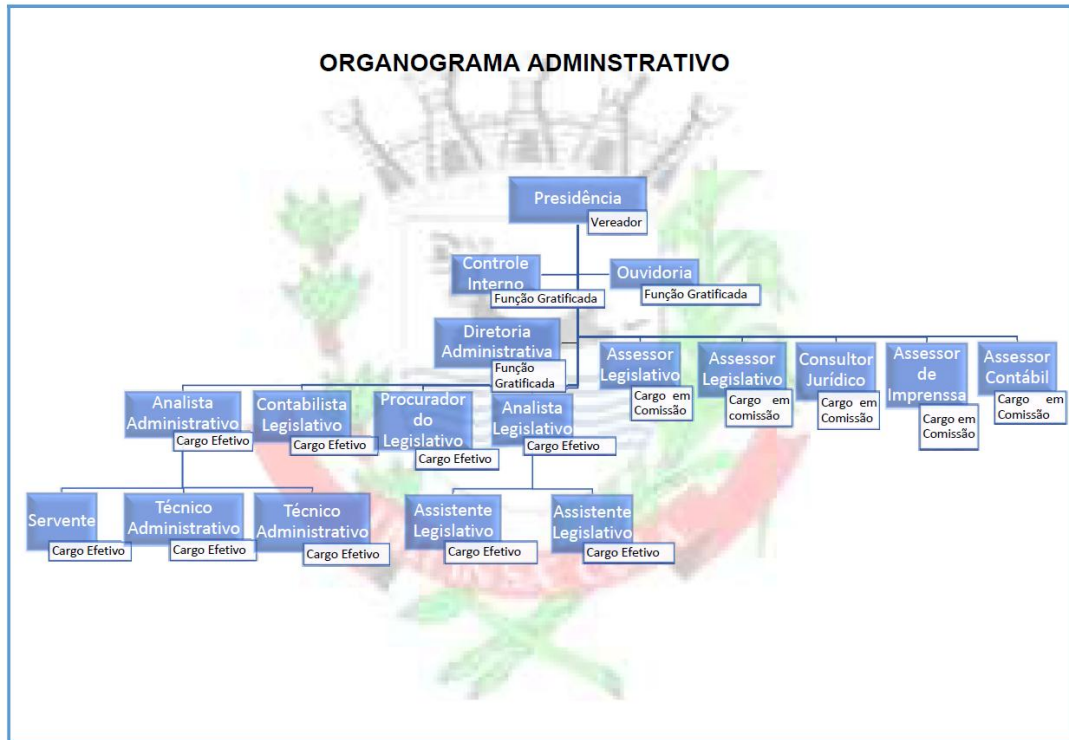 ORGANOGRAMA ADMINSTRATIVO
Presidência
Vereador
Controle
Interno
Função Gratificada
Ouvidoria
Função Gratificada
Diretoria
Administrativa
Função
Gratificada
Assessor
Legislativo
Cargo em
Comissão
Assessor
Legislativo
Cargo em
comissão
Consultor
Jurídico
Cargo em
Comissão
Assessor
de
Imprenssa
Cargo em
Comissão
Assessor
Contábil
Cargo em
Comissão
Analista
Administrativo
Cargo Efetivo
Contabilista
Legislativo
Cargo Efetivo
Procurador
do
Legislativo
Cargo Efetivo
Analista
Legislativo
Cargo Efetivo
Servente
Cargo Efetivo
Técnico
Administrativo
Cargo Efetivo
Técnico
Administrativo
Cargo Efetivo
Assistente
Legislativo
Cargo Efetivo
Assistente
Legislativo
Cargo Efetivo